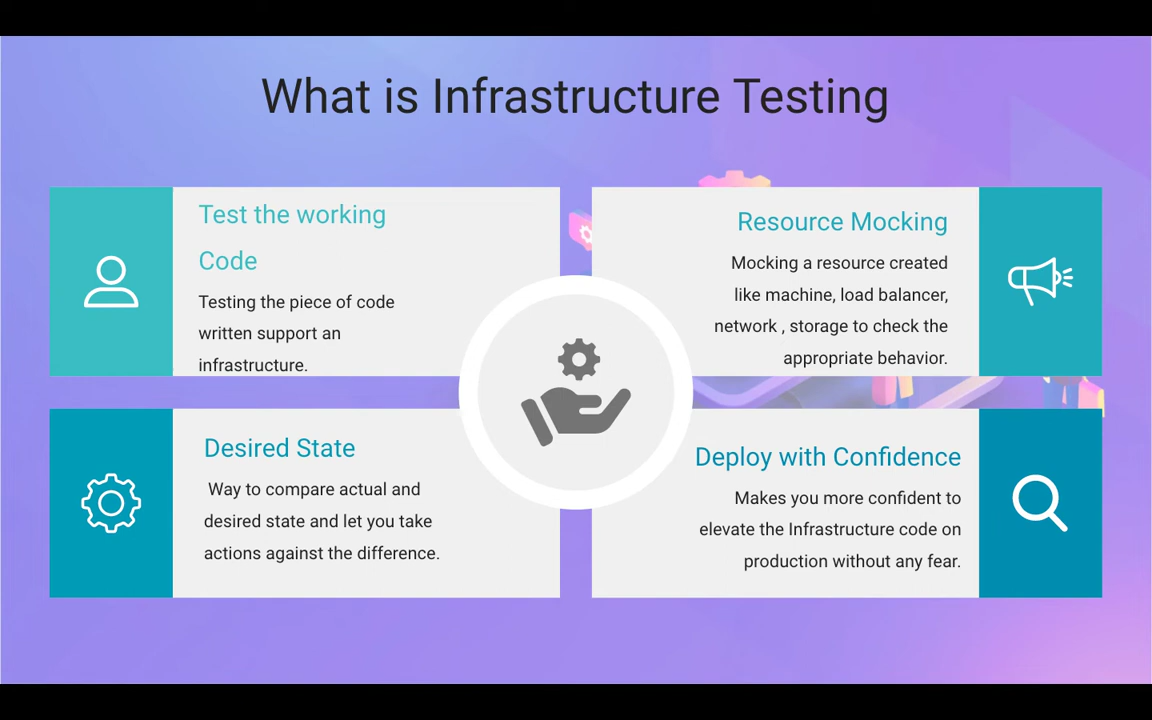 What is Infrastructure Testing
Test the working
Code
Testing the piece of code
written support an
infrastructure.
Resource Mocking
Mocking a resource created
like machine, load balancer,
network , storage to check the
appropriate behavior.
Desired State
Way to compare actual and
desired state and let you take
actions against the difference.
Deploy with Confidence
Makes you more confident to
elevate the Infrastructure code on
production without any fear.